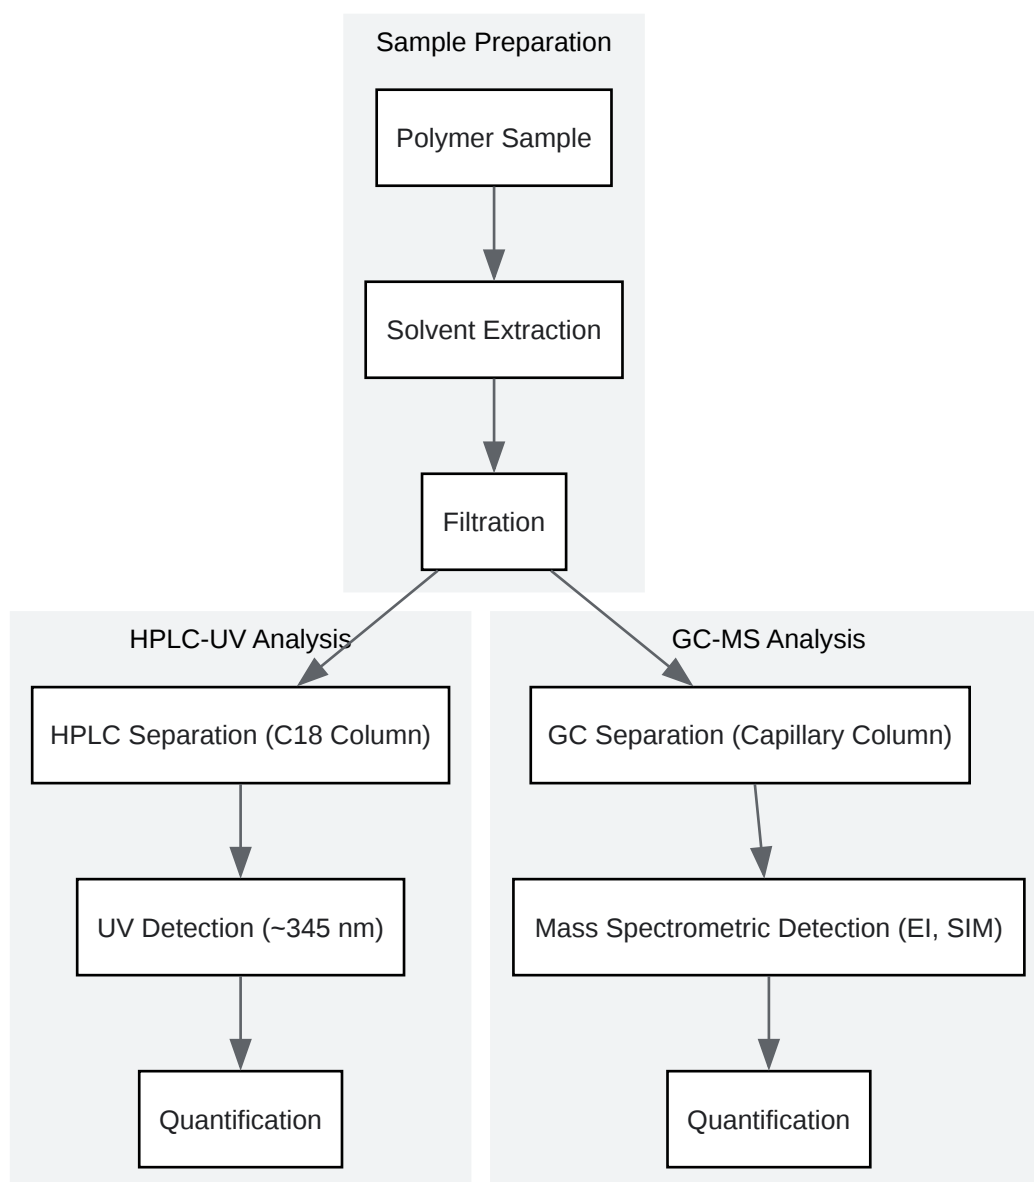 Sample Preparation
Polymer Sample
Solvent Extraction
Filtration
HPLC-UV Analysis
HPLC Separation (C18 Column)
UV Detection (~345 nm)
Quantification
GC-MS Analysis
GC Separation (Capillary Column)
Mass Spectrometric Detection (EI, SIM)
Quantification